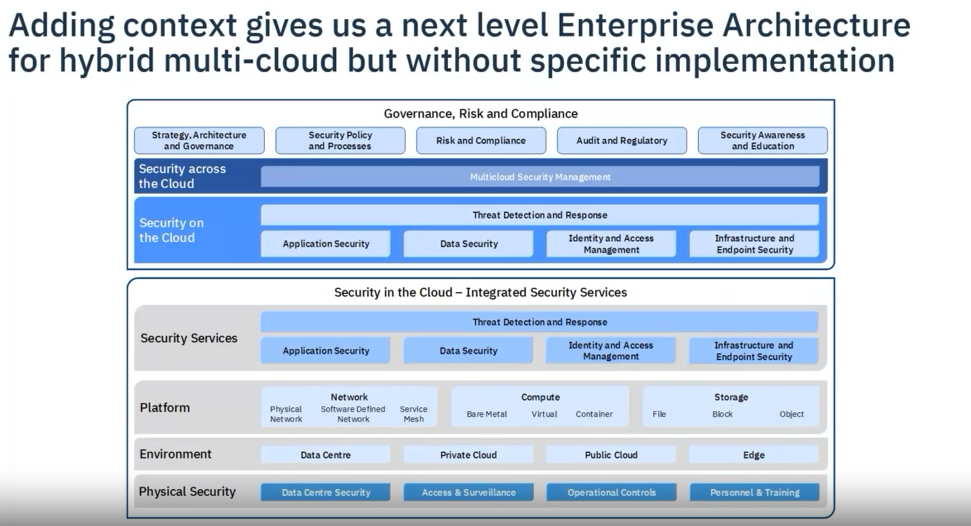 Adding context gives us a next level Enterprise Architecture
for hybrid multi-cloud but without specific implementation
Governance, Risk and Compliance
Strategy, Architecture
and Governance
Security Policy
and Processes
Risk and Compliance
Audit and Regulatory
Security Awareness
and Education
Security across
the Cloud
Multicloud Security Management
Security on
the Cloud
Threat Detection and Response
Application Security
Data Security
Identity and Access
Management
Infrastructure and
Endpoint Security
Security in the Cloud – Integrated Security Services
Security Services
Threat Detection and Response
Application Security
Data Security
Identity and Access
Management
Infrastructure and
Endpoint Security
Platform
Network
Physical
Network
Software Defined
Network
Service
Mesh
Compute
Bare Metal
Virtual
Container
Storage
File
Block
Object
Environment
Data Centre
Private Cloud
Public Cloud
Edge
Physical Security
Data Centre Security
Access & Surveillance
Operational Controls
Personnel & Training